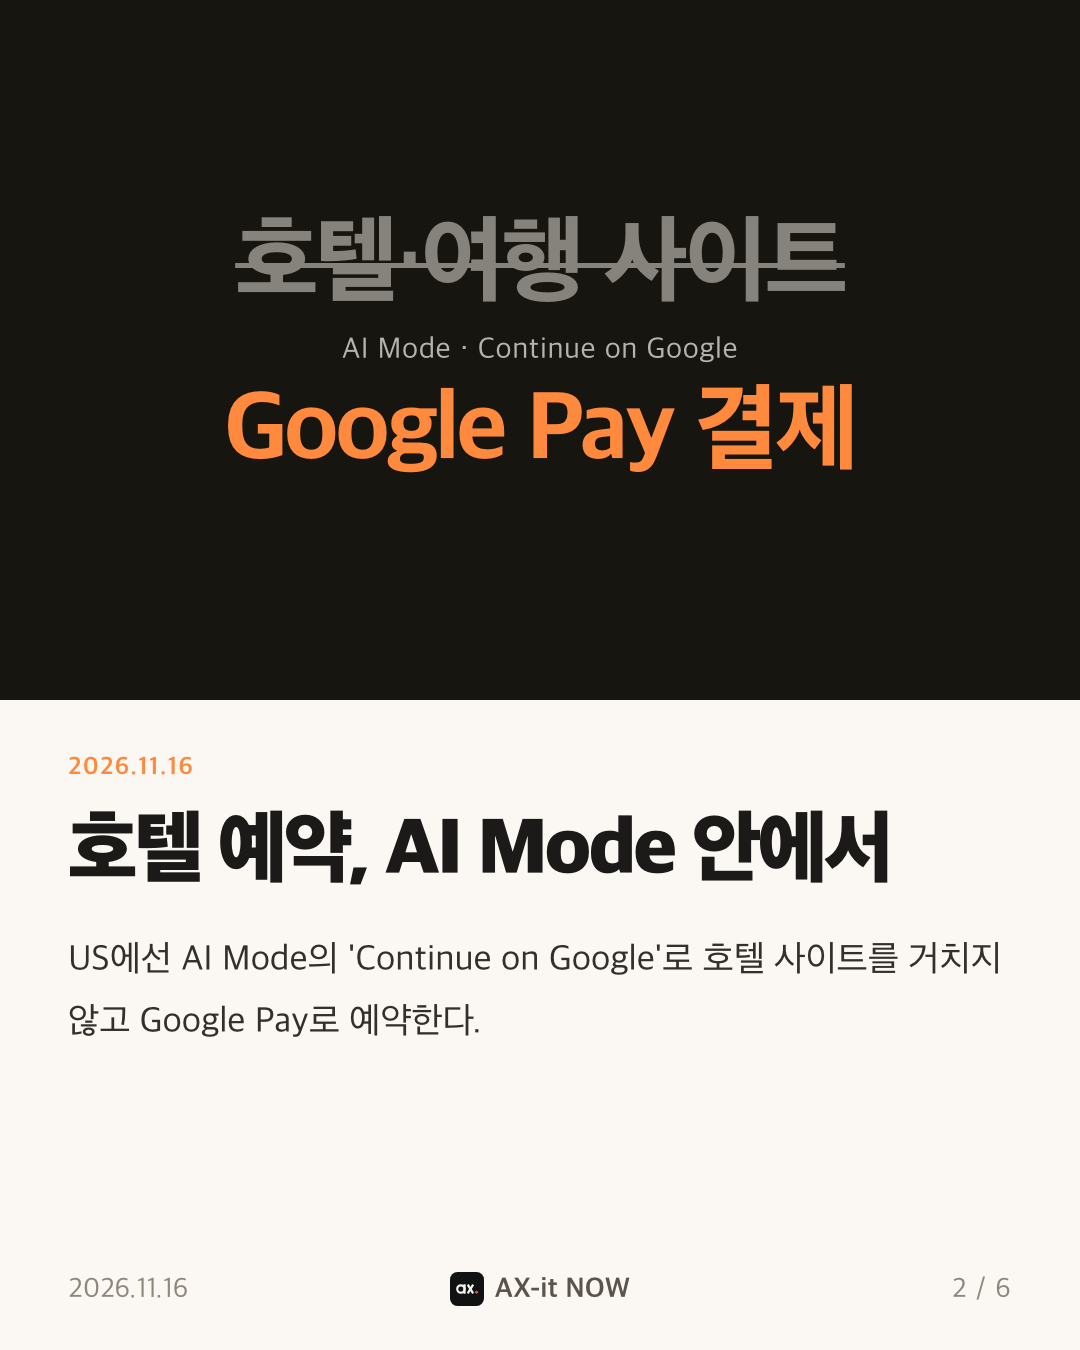 호텔·여행 사이트
AI Mode · Continue on Google
Google Pay 결제
2026.11.16
호텔 예약, AI Mode 안에서
US에선 AI Mode의 'Continue on Google'로 호텔 사이트를 거치지
않고 Google Pay로 예약한다.
2026.11.16
ax. AX-it NOW
2 / 6